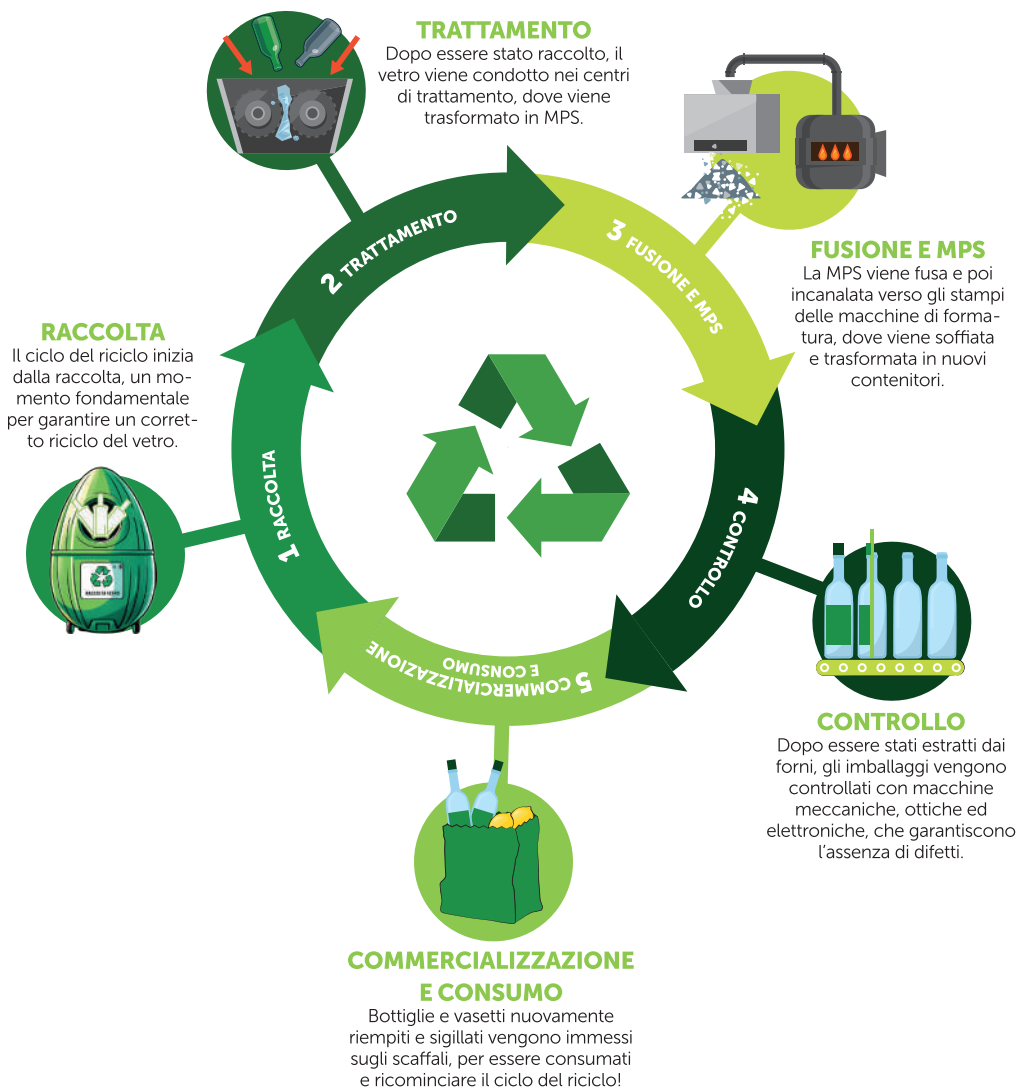 TRATTAMENTO
Dopo essere stato raccolto, il
vetro viene condotto nei centri
di trattamento, dove viene
trasformato in MPS.
FUSIONE E MPS
La MPS viene fusa e poi
incanalata verso gli stampi
delle macchine di forma-
tura, dove viene soffiata
e trasformata in nuovi
contenitori.
RACCOLTA
Il ciclo del riciclo inizia
dalla raccolta, un mo-
mento fondamentale
per garantire un corret-
to riciclo del vetro.
RACCOLTA VETRO
1 RACCOLTA
2 TRATTAMENTO
3 FUSIONE E MPS
4 CONTROLLO
5 COMMERCIALIZZAZIONE
E CONSUMO
CONTROLLO
Dopo essere stati estratti dai
forni, gli imballaggi vengono
controllati con macchine
meccaniche, ottiche ed
elettroniche, che garantiscono
l'assenza di difetti.
COMMERCIALIZZAZIONE
E CONSUMO
Bottiglie e vasetti nuovamente
riempiti e sigillati vengono immessi
sugli scaffali, per essere consumati
e ricominciare il ciclo del riciclo!